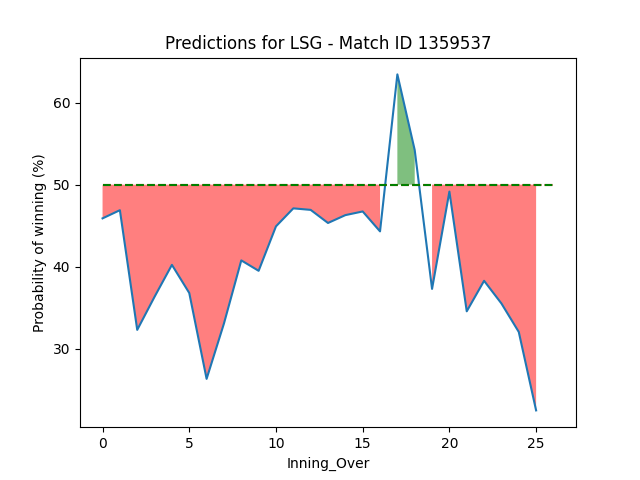 Predictions for LSG - Match ID 1359537
Probability of winning (%)
60
50
40
30
0 5 10 15 20 25
Inning_Over